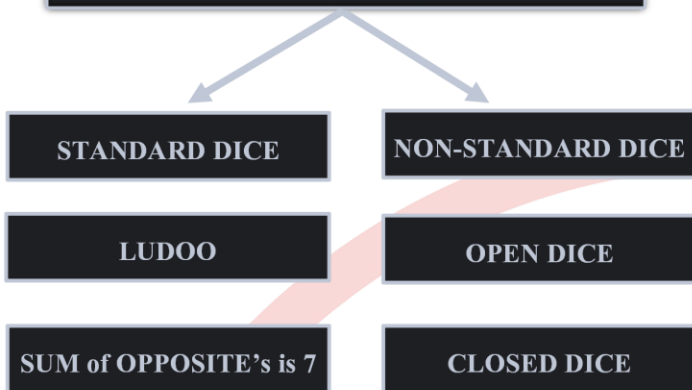 STANDARD DICE
NON-STANDARD DICE
LUDOO
OPEN DICE
SUM of OPPOSITE's is 7
CLOSED DICE